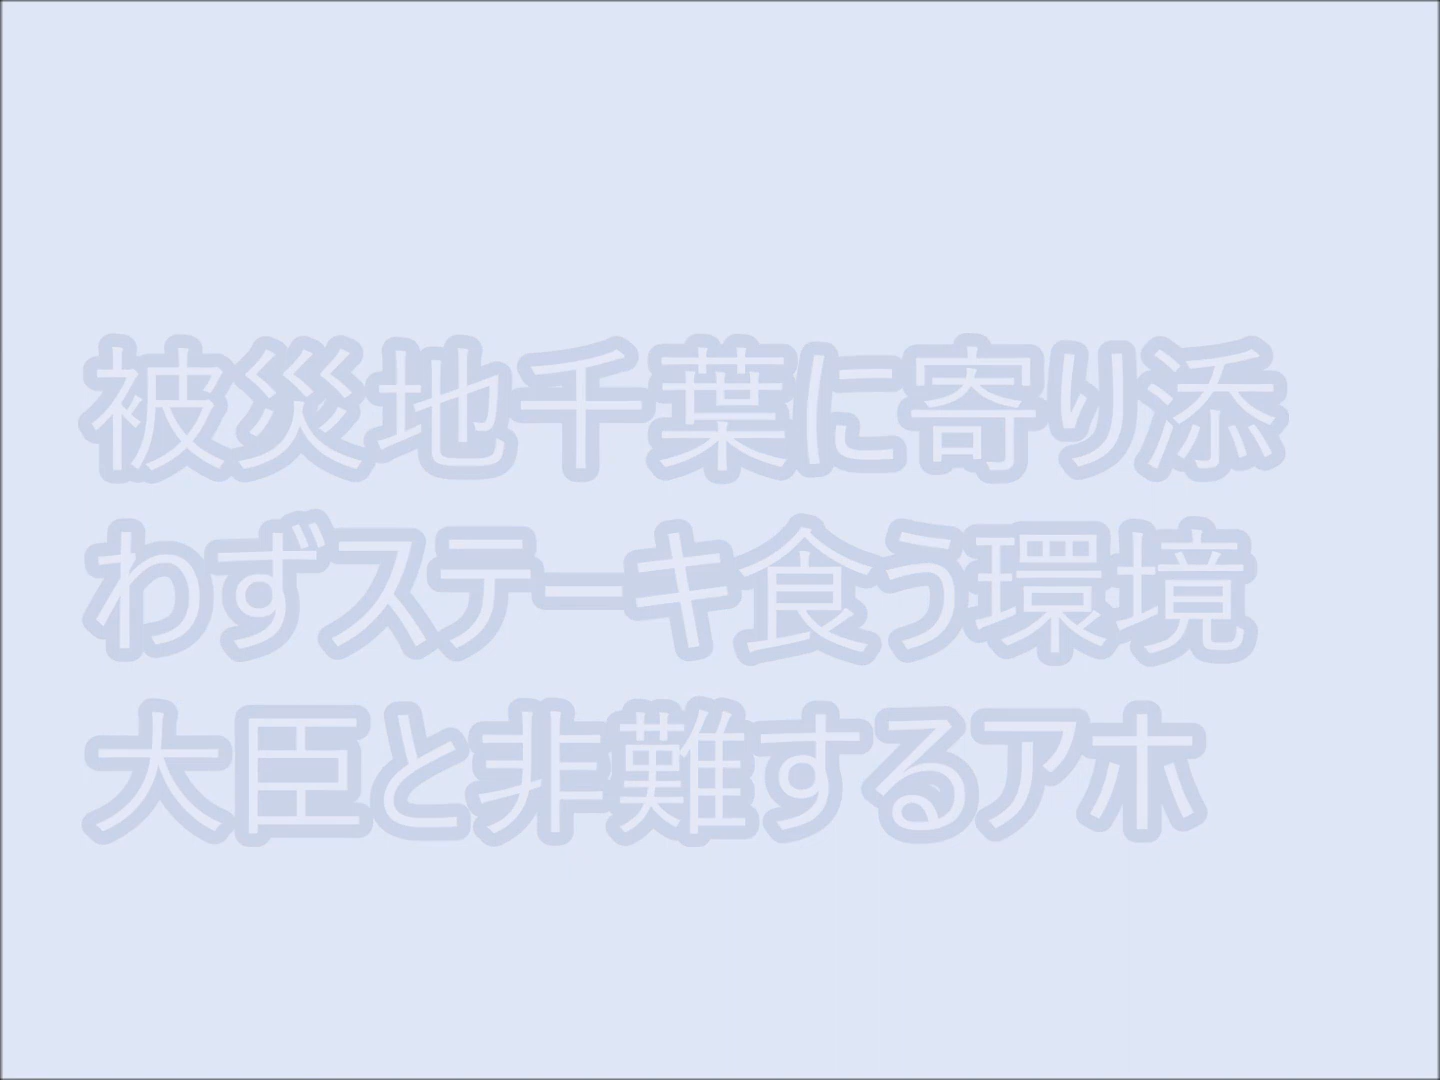 被災地千葉に寄り添
わずステーキ食う環境
大臣と非難するアホ